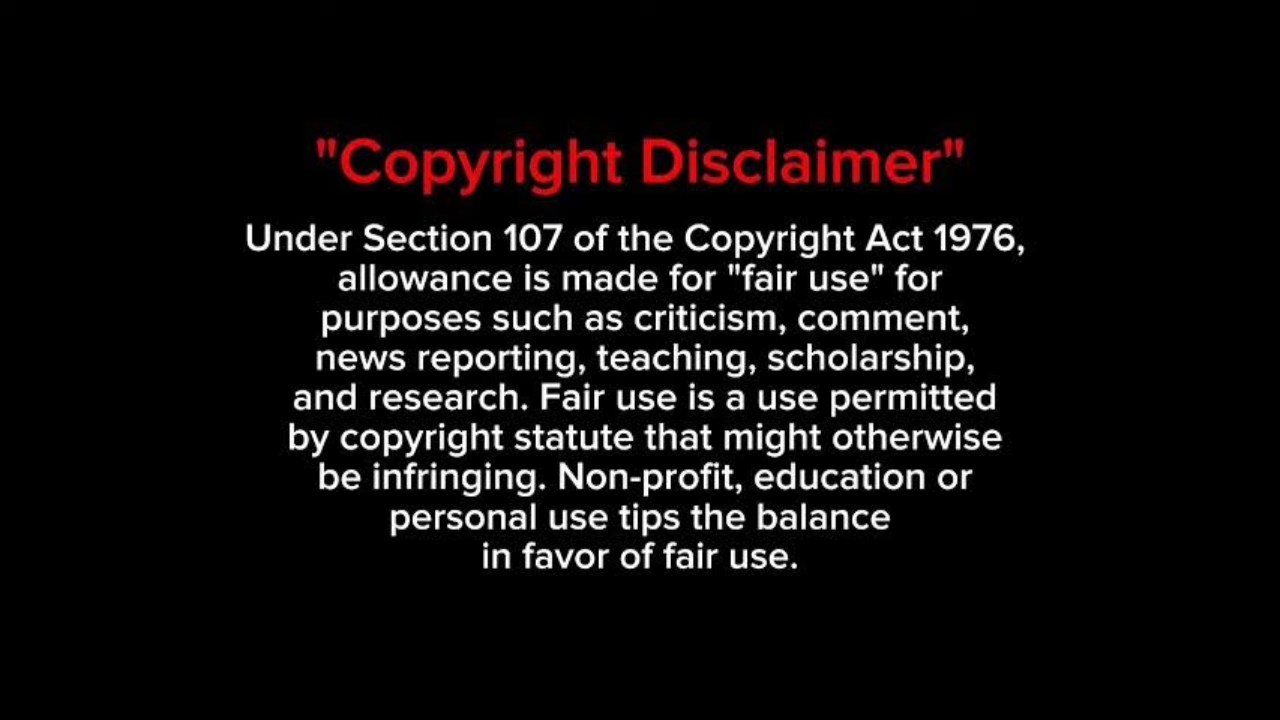 "Copyright Disclaimer"
Under Section 107 of the Copyright Act 1976,
allowance is made for "fair use" for
purposes such as criticism, comment,
news reporting, teaching, scholarship,
and research. Fair use is a use permitted
by copyright statute that might otherwise
be infringing. Non-profit, education or
personal use tips the balance
in favor of fair use.